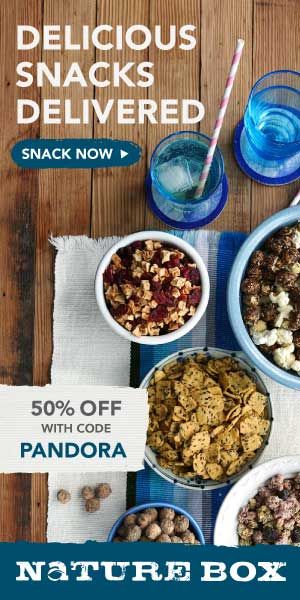 DELICIOUS
SNACKS
DELIVERED
SNACK NOW
50% OFF
WITH CODE
PANDORA
NATURE BOX